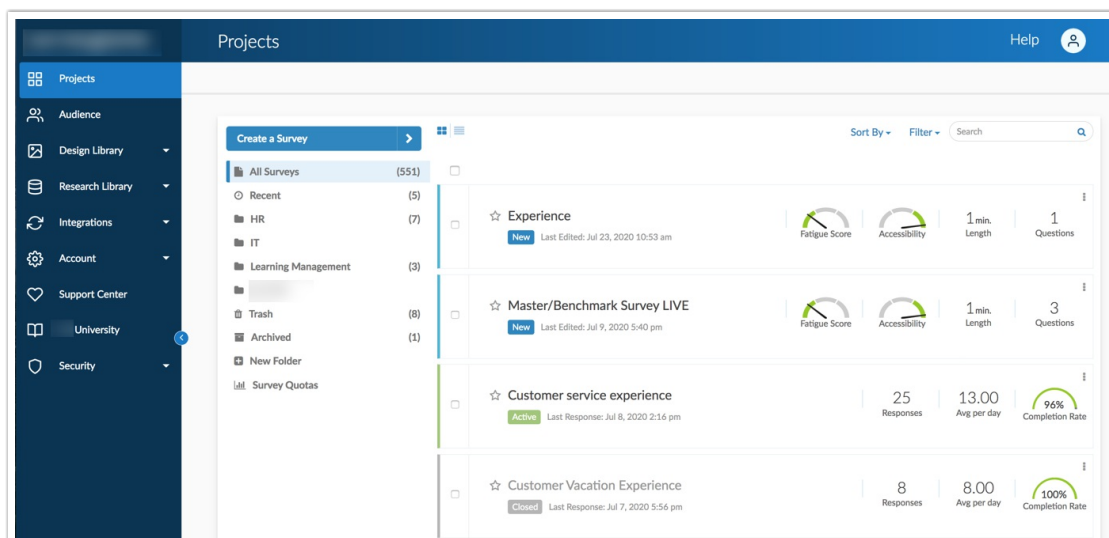 Projects
Help
Projects
Audience
Design Library
Research Library
Integrations
Account
Support Center
University
Security
Create a Survey
All Surveys (551)
Recent (5)
HR (7)
IT
Learning Management (3)
Trash (8)
Archived (1)
New Folder
Survey Quotas
Sort By Filter Search
Experience
New Last Edited: Jul 23, 2020 10:53 am
Fatigue Score
Accessibility
1 min.
Length
1
Questions
Master/Benchmark Survey LIVE
New Last Edited: Jul 9, 2020 5:40 pm
Fatigue Score
Accessibility
1 min.
Length
3
Questions
Customer service experience
Active Last Response: Jul 8, 2020 2:16 pm
25
Responses
13.00
Avg per day
96%
Completion Rate
Customer Vacation Experience
Closed Last Response: Jul 7, 2020 5:56 pm
8
Responses
8.00
Avg per day
100%
Completion Rate